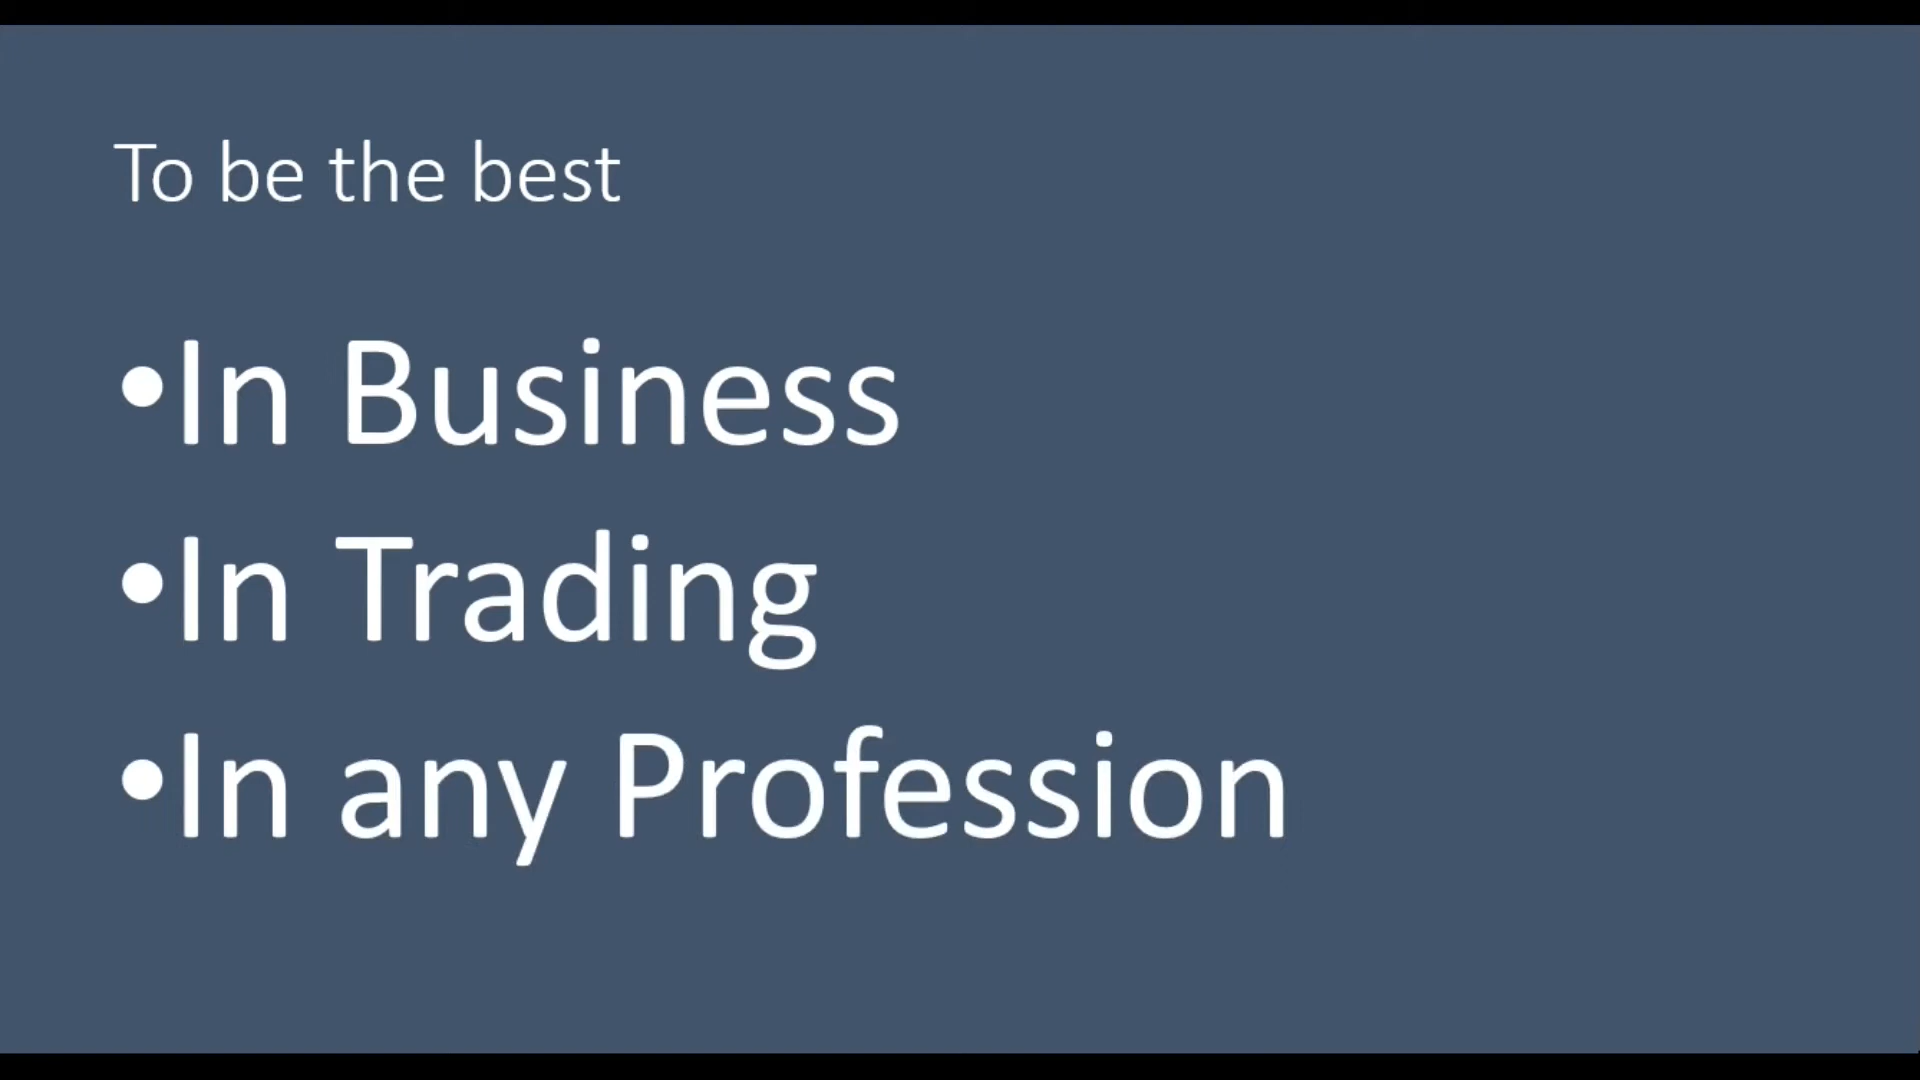 To be the best
•In Business
•In Trading
•In any Profession